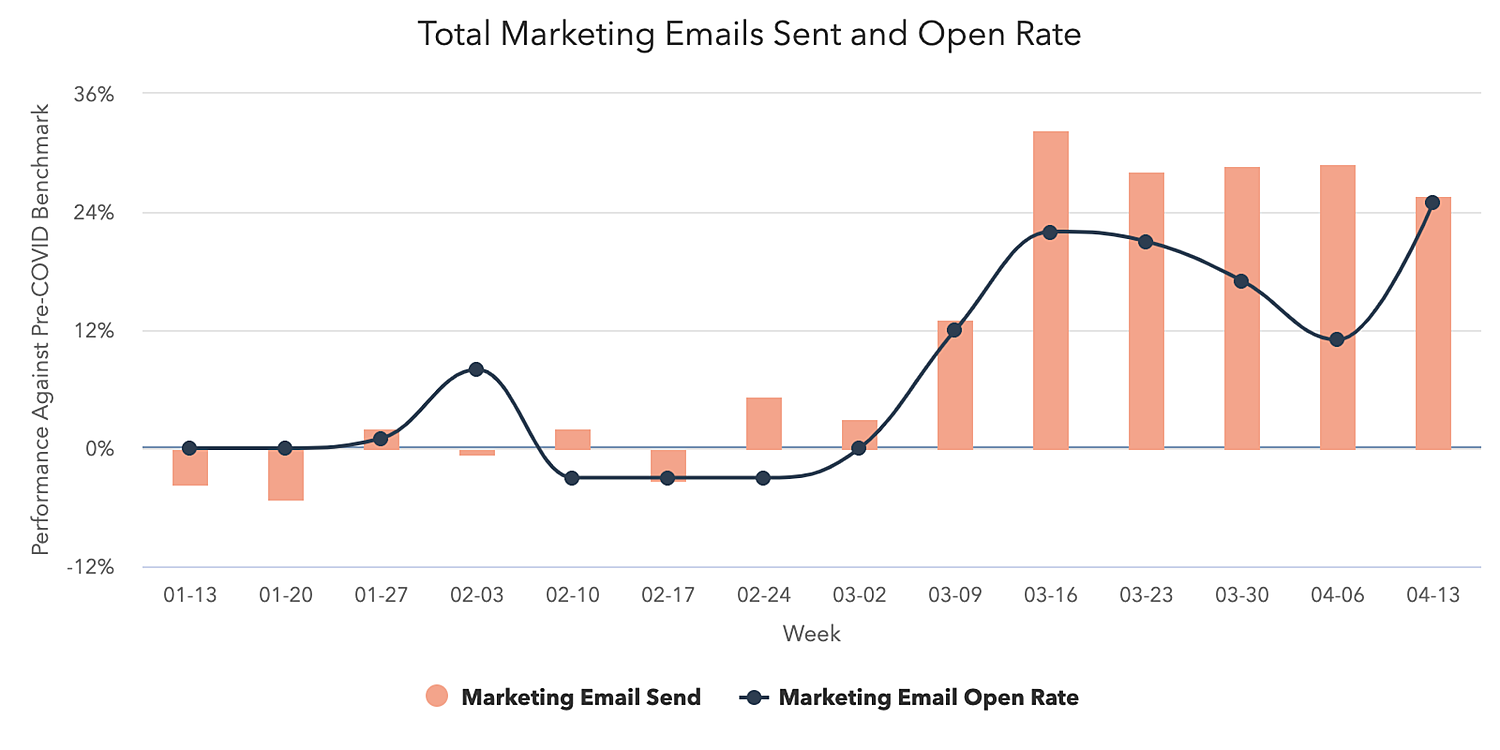 Total Marketing Emails Sent and Open Rate
Performance Against Pre-COVID Benchmark
36%
24%
12%
0%
-12%
01-13 01-20 01-27 02-03 02-10 02-17 02-24 03-02 03-09 03-16 03-23 03-30 04-06 04-13
Week
Marketing Email Send Marketing Email Open Rate